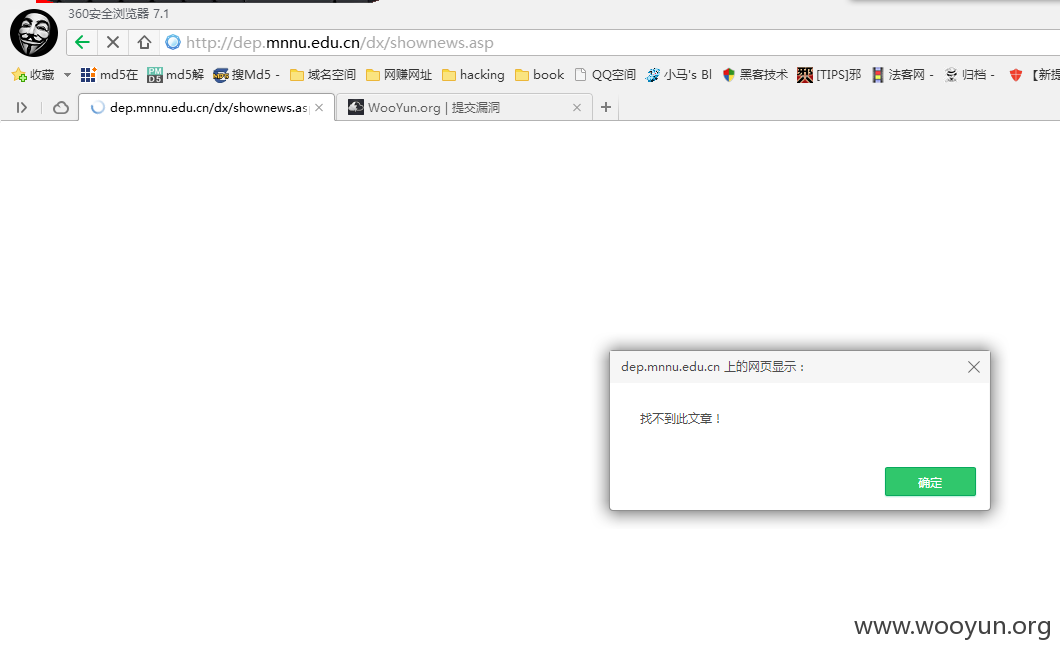 360安全浏览器 7.1
http://dep.mnnu.edu.cn/dx/shownews.asp
收藏 md5在 PM D5 md5解 搜Md5 - 域名空间 网赚网址 hacking book QQ空间 小马's Bl 黑客技术 [TIPS]邪 法客网 - 归档 - 【新提
dep.mnnu.edu.cn/dx/shownews.as WooYun.org | 提交漏洞
dep.mnnu.edu.cn 上的网页显示：
找不到此文章！
确定
www.wooyun.org